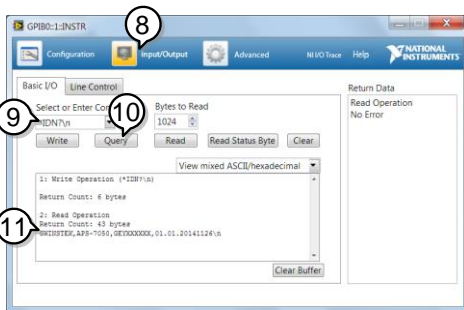 GPIB0::1::INSTR
8
Configuration
Input/Output
Advanced
NI I/O Trace
Help
NATIONAL INSTRUMENTS
Basic I/O
Line Control
Return Data
9
Select or Enter Co
10
Bytes to Read
Read Operation
No Error
*IDN?\n
1024
Write
Query
Read
Read Status Byte
Clear
View mixed ASCII/hexadecimal
1: Write Operation (*IDN?\n)
Return Count: 6 bytes
2: Read Operation
11
Return Count: 43 bytes
GWINSTEK,APS-7050,GEYXXXXXX,01.01.20141126\n
Clear Buffer